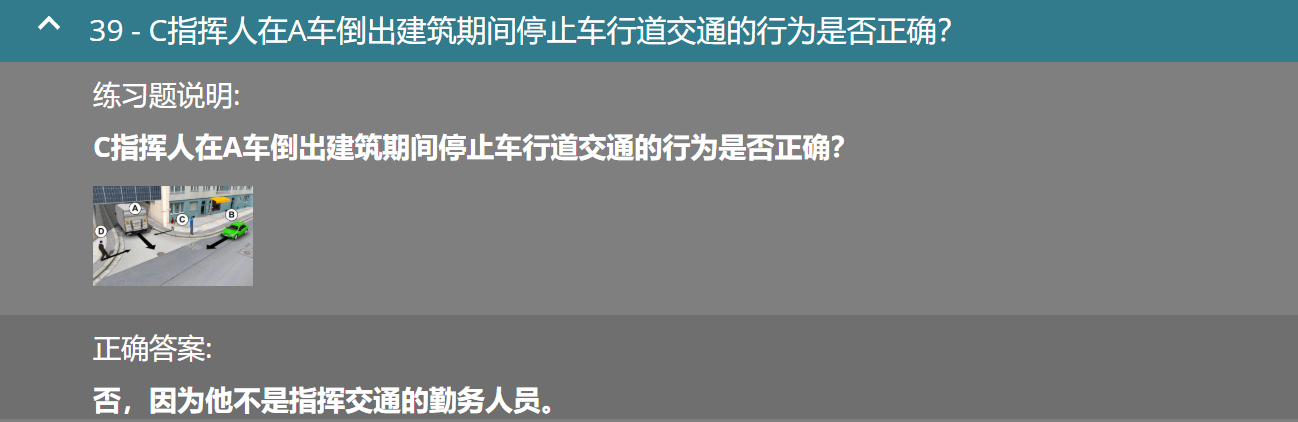 39 - C指挥人在A车倒出建筑期间停止车行道交通的行为是否正确？
练习题说明:
C指挥人在A车倒出建筑期间停止车行道交通的行为是否正确？
A
B
C
D
正确答案:
否，因为他不是指挥交通的勤务人员。